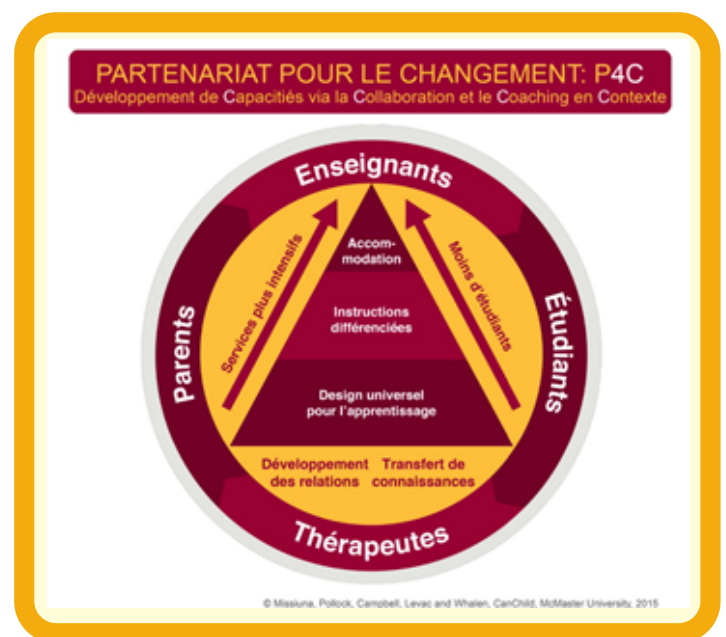 PARTENARIAT POUR LE CHANGEMENT: P4C
Développement de Capacitiés via la Collaboration et le Coaching en Contexte
Enseignants
Parents
Étudiants
Services plus intensifs
Moins d'étudiants
Accom-
modation
Instructions
différenciées
Design universel
pour l'apprentissage
Développement
des relations
Transfert de
connaissances
Thérapeutes
© Missiuna, Pollock, Campbell, Levac and Whalen, CanChild, McMaster University, 2015